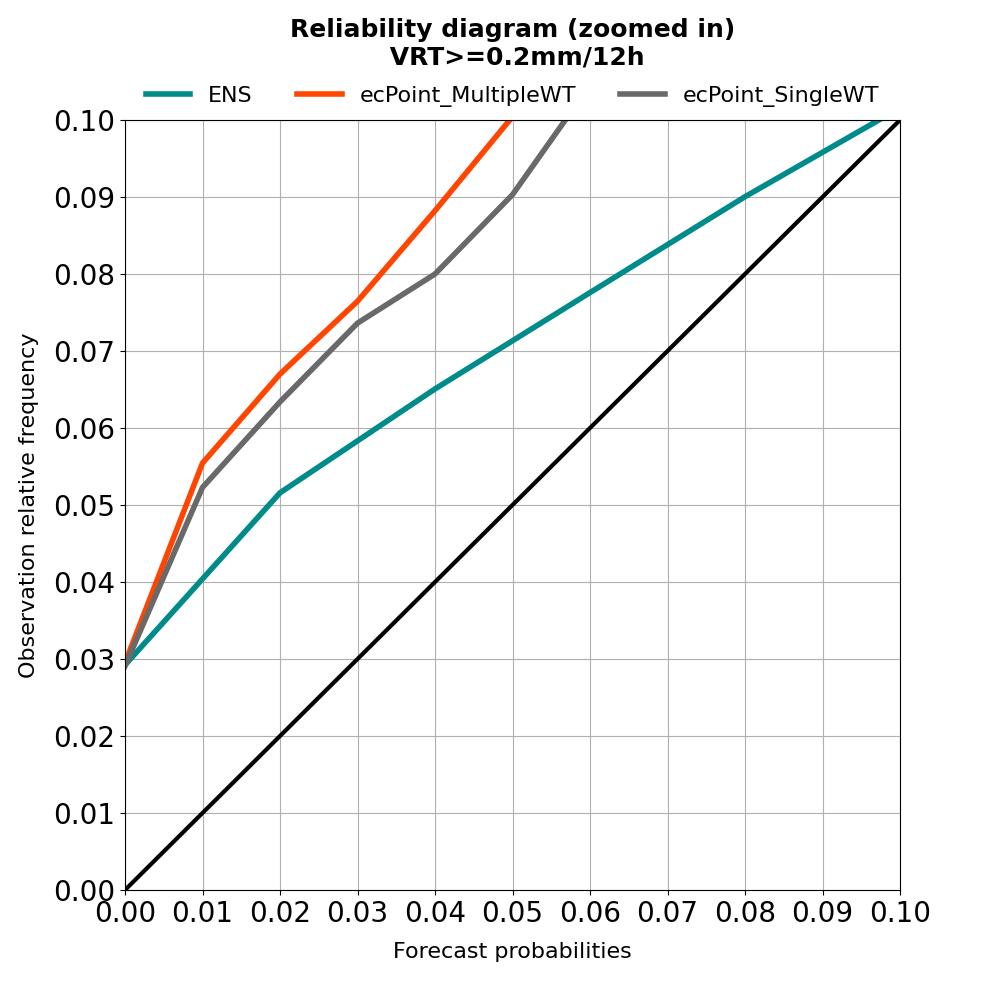 Reliability diagram (zoomed in)
VRT>=0.2mm/12h
ENS ecPoint_MultipleWT ecPoint_SingleWT
0.10
0.09
0.08
0.07
0.06
0.05
0.04
0.03
0.02
0.01
0.00
Observation relative frequency
0.00 0.01 0.02 0.03 0.04 0.05 0.06 0.07 0.08 0.09 0.10
Forecast probabilities